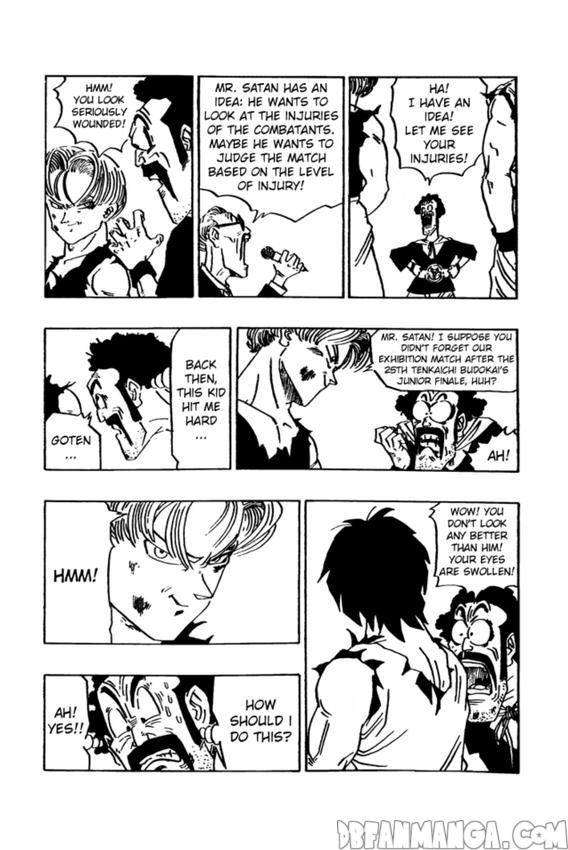 HA!
I HAVE AN
IDEA!
LET ME SEE
YOUR
INJURIES!
MR. SATAN HAS AN
IDEA: HE WANTS TO
LOOK AT THE INJURIES
OF THE COMBATANTS.
MAYBE HE WANTS TO
JUDGE THE MATCH
BASED ON THE LEVEL
OF INJURY!
HMM!
YOU LOOK
SERIOUSLY
WOUNDED!
MR. SATAN! I SUPPOSE YOU
DIDN'T FORGET OUR
EXHIBITION MATCH AFTER THE
25TH TENKAICHI BUDOKAI'S
JUNIOR FINALE, HUH?
AH!
BACK
THEN,
THIS KID
HIT ME
HARD
...
GOTEN
...
WOW! YOU
DON'T LOOK
ANY BETTER
THAN HIM!
YOUR EYES
ARE SWOLLEN!
HMM!
HOW
SHOULD I
DO THIS?
AH!
YES!!
DBFANMANGA.COM